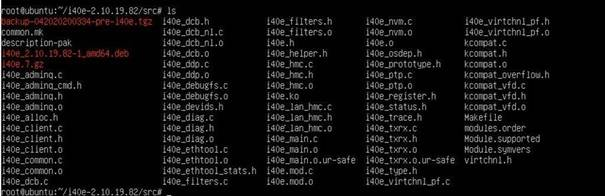 root@ubuntu:~/i40e-2.10.19.82/src# ls
backup-042020200334-pre-i40e.tgz i40e_dcb.h i40e_filters.h i40e_nvm.c i40e_virtchnl_pf.h
common.mk i40e_dcb_nl.c i40e_filters.o i40e_nvm.o i40e_virtchnl_pf.o
description-pak i40e_dcb_nl.o i40e.h i40e.o kcompat.c
i40e_2.10.19.82-1_amd64.deb i40e_dcb.o i40e_helper.h i40e_osdep.h kcompat.h
i40e.7.gz i40e_ddp.c i40e_hmc.c i40e_prototype.h kcompat.o
i40e_adminq.c i40e_ddp.o i40e_hmc.h i40e_ptp.c kcompat_overflow.h
i40e_adminq_cmd.h i40e_debugfs.c i40e_hmc.o i40e_ptp.o kcompat_vfd.c
i40e_adminq.h i40e_debugfs.o i40e.ko i40e_register.h kcompat_vfd.h
i40e_adminq.o i40e_devids.h i40e_lan_hmc.c i40e_status.h kcompat_vfd.o
i40e_alloc.h i40e_diag.c i40e_lan_hmc.h i40e_trace.h Makefile
i40e_client.c i40e_diag.h i40e_lan_hmc.o i40e_txrx.c modules.order
i40e_client.h i40e_diag.o i40e_main.c i40e_txrx.h Module.supported
i40e_client.o i40e_ethtool.c i40e_main.o i40e_txrx.o Module.symvers
i40e_common.c i40e_ethtool.o i40e_main.o.ur-safe i40e_txrx.o.ur-safe virtchnl.h
i40e_common.o i40e_ethtool_stats.h i40e.mod.c i40e_type.h
i40e_dcb.c i40e_filters.c i40e.mod.o i40e_virtchnl_pf.c
root@ubuntu:~/i40e-2.10.19.82/src# _